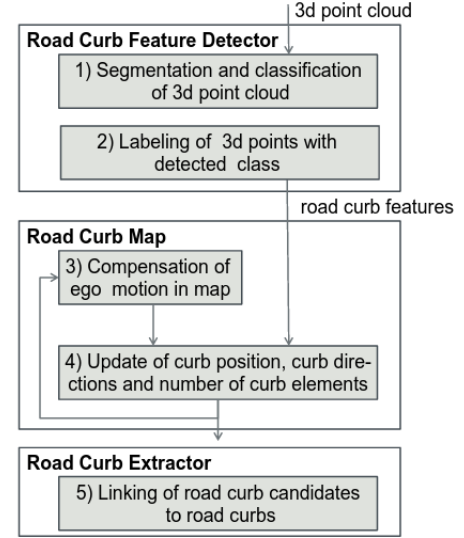 3d point cloud
Road Curb Feature Detector
1) Segmentation and classification
of 3d point cloud
2) Labeling of 3d points with
detected class
road curb features
Road Curb Map
3) Compensation of
ego motion in map
4) Update of curb position, curb dire-
ctions and number of curb elements
Road Curb Extractor
5) Linking of road curb candidates
to road curbs